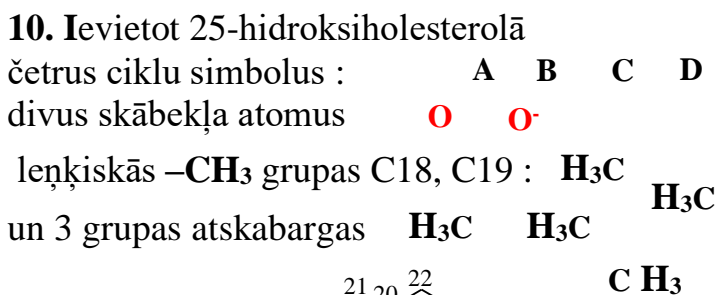 10. Ievietot 25-hidroksiholesterolā
četrus ciklu simbolus : A B C D
divus skābekļa atomus O O-
leņķiskās –CH3 grupas C18, C19 : H3C
H3C
un 3 grupas atskabargas H3C H3C
21 20 22 C H3